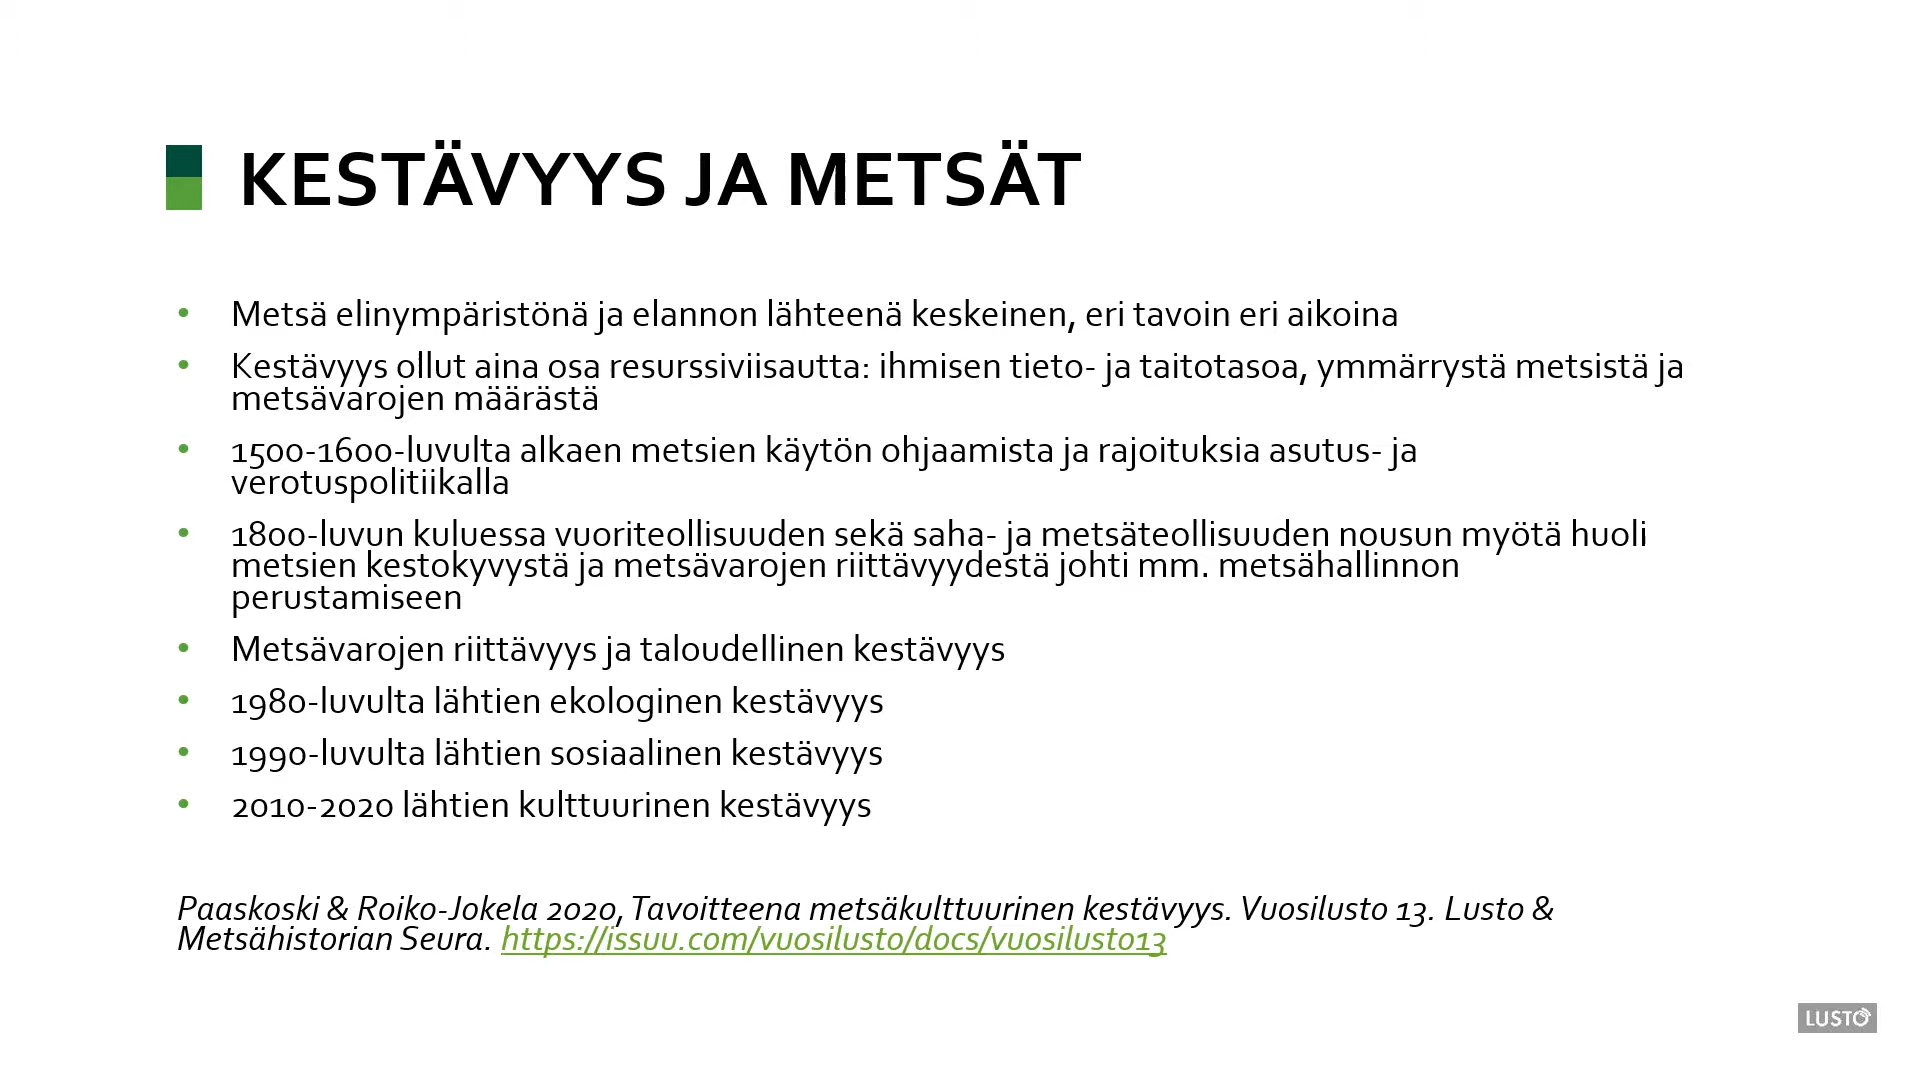 KESTÄVYYS JA METSÄT
• Metsä elinympäristönä ja elannon lähteenä keskeinen, eri tavoin eri aikoina
• Kestävyys ollut aina osa resurssiviisautta: ihmisen tieto- ja taitotasoa, ymmärrystä metsistä ja
metsävarojen määrästä
• 1500-1600-luvulta alkaen metsien käytön ohjaamista ja rajoituksia asutus- ja
verotuspolitiikalla
• 1800-luvun kuluessa vuoriteollisuuden sekä saha- ja metsäteollisuuden nousun myötä huoli
metsien kestokyvystä ja metsävarojen riittävyydestä johti mm. metsähallinnon
perustamiseen
• Metsävarojen riittävyys ja taloudellinen kestävyys
• 1980-luvulta lähtien ekologinen kestävyys
• 1990-luvulta lähtien sosiaalinen kestävyys
• 2010-2020 lähtien kulttuurinen kestävyys
Paaskoski & Roiko-Jokela 2020, Tavoitteena metsäkulttuurinen kestävyys. Vuosilusto 13. Lusto &
Metsähistorian Seura. https://issuu.com/vuosilusto/docs/vuosilusto13
LUSTO